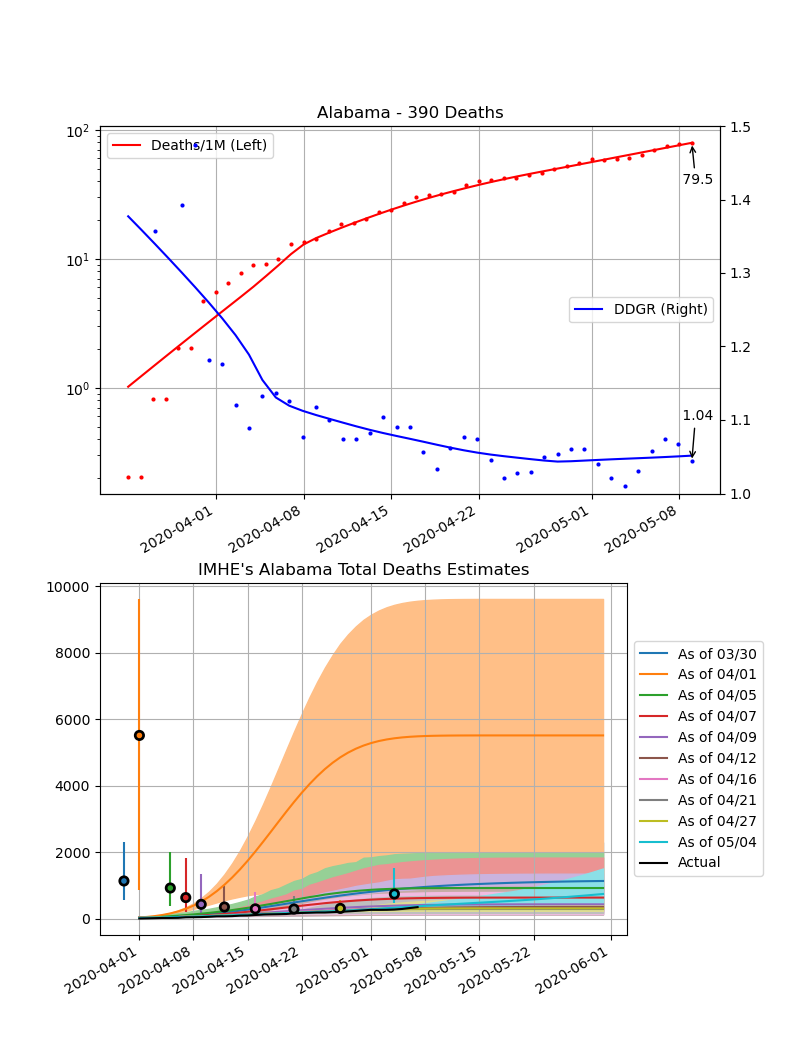 Alabama - 390 Deaths
10²
10¹
10⁰
Deaths/1M (Left)
DDGR (Right)
79.5
1.04
1.5
1.4
1.3
1.2
1.1
1.0
2020-04-01
2020-04-08
2020-04-15
2020-04-22
2020-05-01
2020-05-08
IMHE's Alabama Total Deaths Estimates
10000
8000
6000
4000
2000
0
2020-04-01
2020-04-08
2020-04-15
2020-04-22
2020-05-01
2020-05-08
2020-05-15
2020-05-22
2020-06-01
As of 03/30
As of 04/01
As of 04/05
As of 04/07
As of 04/09
As of 04/12
As of 04/16
As of 04/21
As of 04/27
As of 05/04
Actual